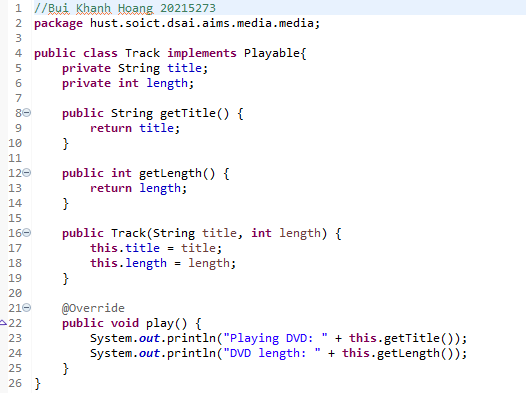 1 //Bui Khanh Hoang 20215273
2 package hust.soict.dsai.aims.media.media;
3
4 public class Track implements Playable{
5     private String title;
6     private int length;
7
8     public String getTitle() {
9         return title;
10     }
11
12     public int getLength() {
13         return length;
14     }
15
16     public Track(String title, int length) {
17         this.title = title;
18         this.length = length;
19     }
20
21     @Override
22     public void play() {
23         System.out.println("Playing DVD: " + this.getTitle());
24         System.out.println("DVD length: " + this.getLength());
25     }
26 }